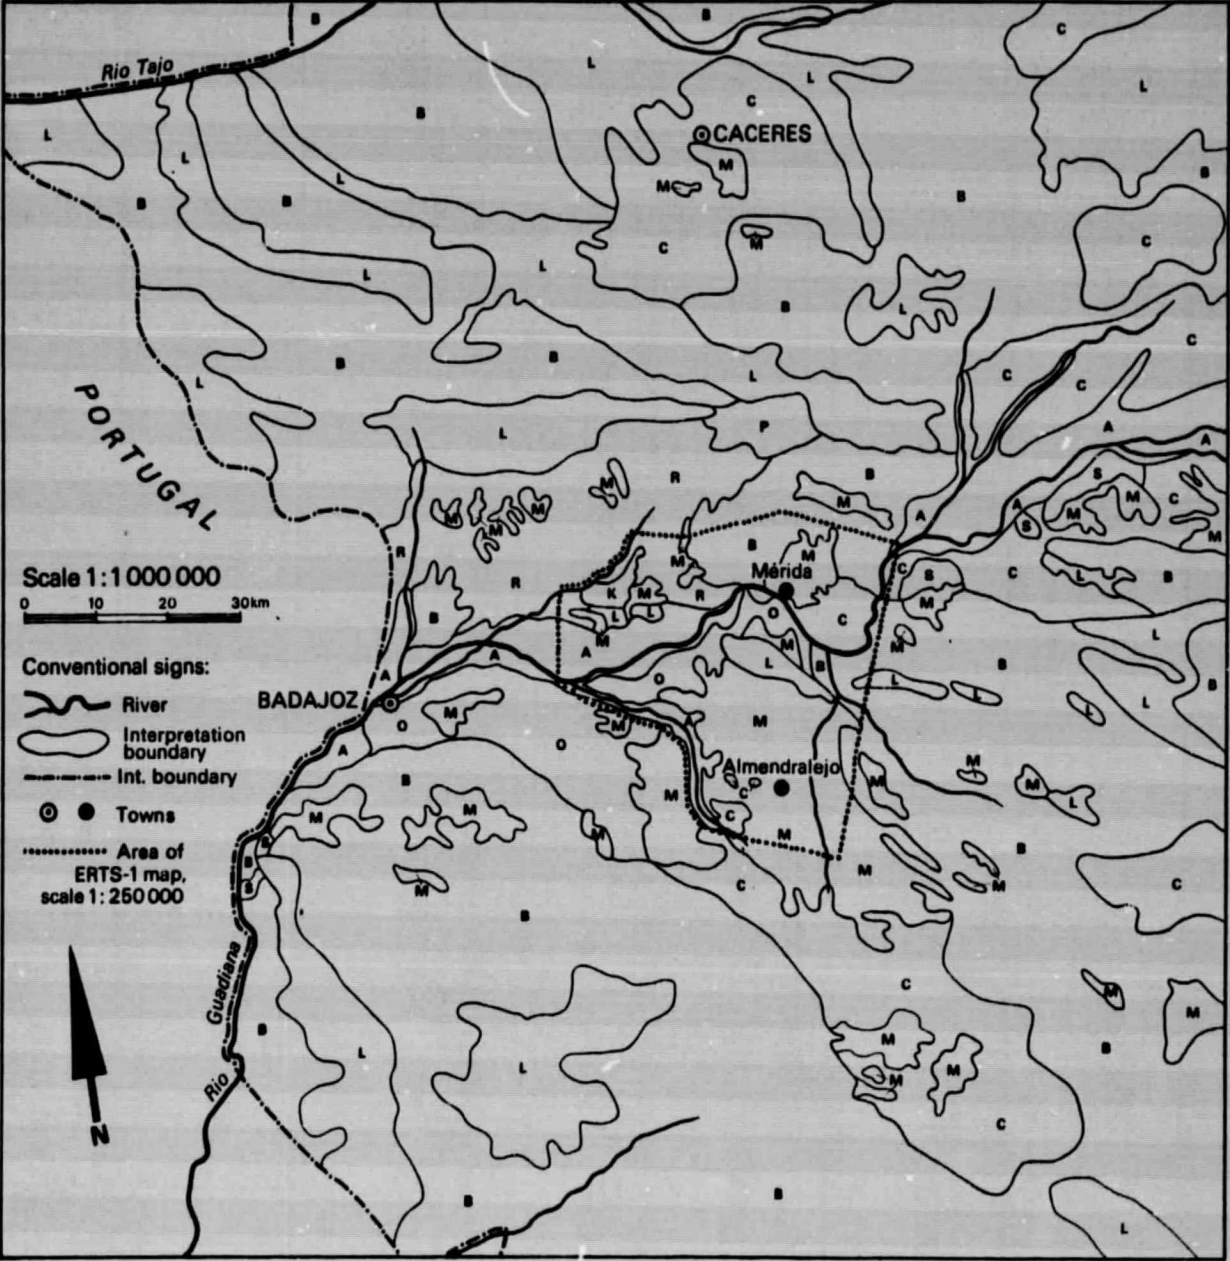 Rio Tajo
CACERES
PORTUGAL
Scale 1:1 000 000
0 10 20 30km
Conventional signs:
River
Interpretation
boundary
Int. boundary
Towns
Area of
ERTS-1 map,
scale 1: 250 000
BADAJOZ
Mérida
Almendralejo
Rio Guadiana
N
B
B
C
L
L
L
C
L
B
L
L
M
B
L
M
B
B
B
M
C
C
L
L
B
L
B
L
C
L
C
C
L
P
A
A
L
R
B
S
M
M
A
A
S
M
M
C
M
M
M
R
B
M
M
C
C
L
B
R
K
M
R
B
M
B
L
L
O
C
M
M
L
A
A
M
L
B
B
L
L
B
A
O
M
O
M
A
M
L
L
A
O
B
M
C
M
M
M
M
M
C
M
L
M
M
M
S
B
S
M
B
C
M
M
B
C
C
M
M
B
L
L
M
M
M
B
C
B
B
L